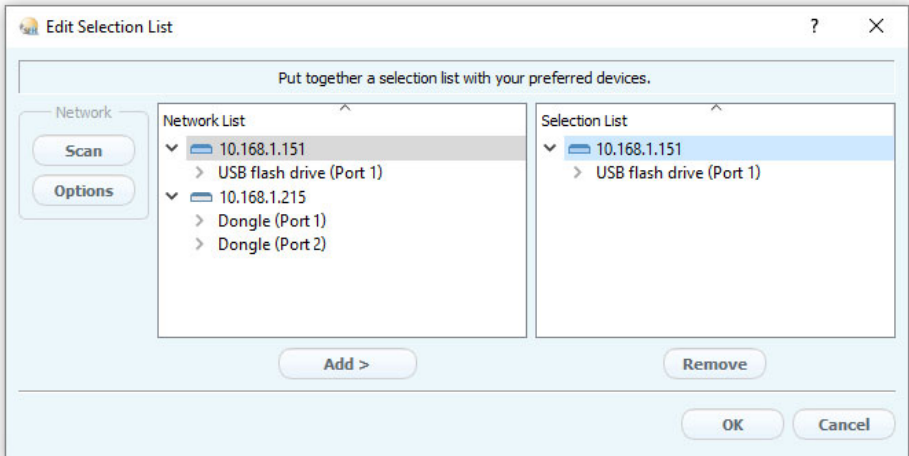 Edit Selection List
?
Put together a selection list with your preferred devices.
Network
Scan
Options
Network List
10.168.1.151
USB flash drive (Port 1)
10.168.1.215
Dongle (Port 1)
Dongle (Port 2)
Selection List
10.168.1.151
USB flash drive (Port 1)
Add >
Remove
OK
Cancel